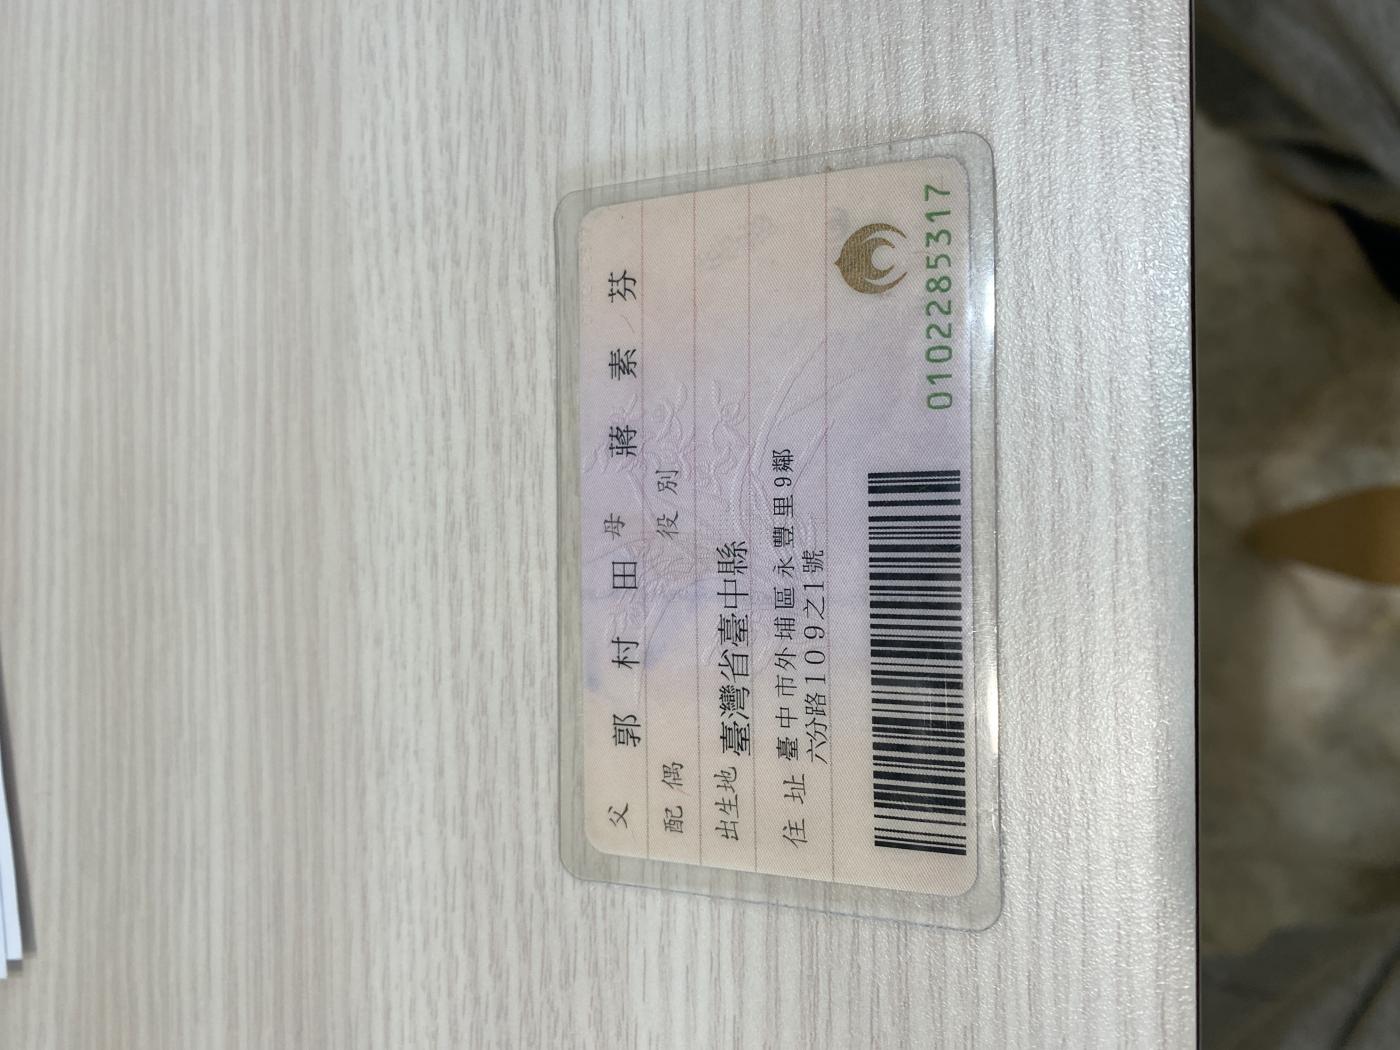 父 郭村田 母 蔣素芬
配偶 役別
出生地 臺灣省臺中縣
住址 臺中市外埔區永豐里9鄰
六分路109之1號
0102285317